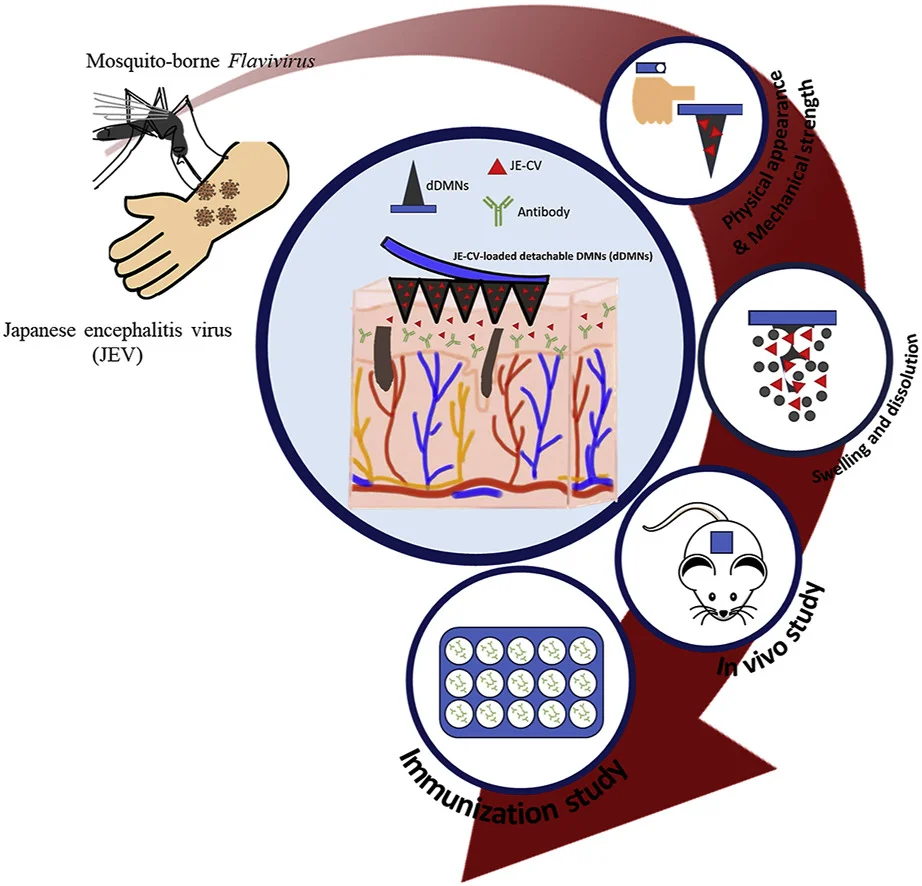 Mosquito-borne Flavivirus
Japanese encephalitis virus
(JEV)
JE-CV
dDMNs
Antibody
JE-CV-loaded detachable DMNs (dDMNs)
Physical appearance
& Mechanical strength
Swelling and dissolution
In vivo study
Immunization study